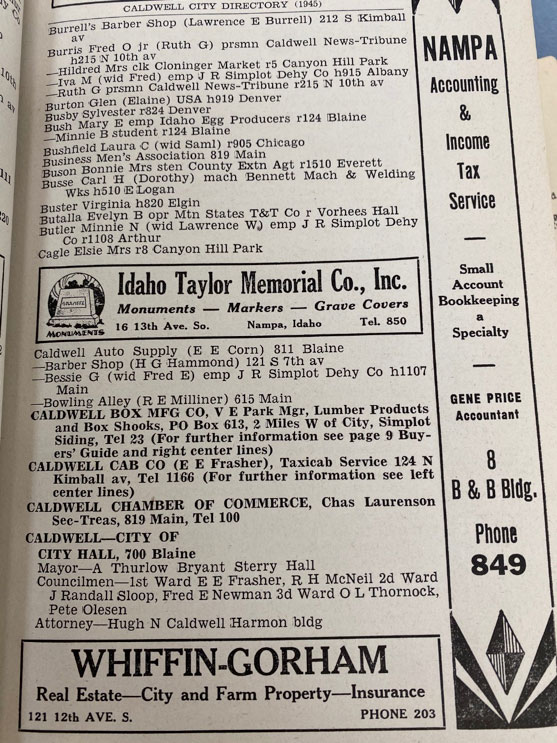 CALDWELL CITY DIRECTORY (1945)
Burrell's Barber Shop (Lawrence E Burrell) 212 S Kimball
av
Burris Fred O jr (Ruth G) prsmn Caldwell News-Tribune
h215 N 10th av
—Hildred Mrs clk Cloninger Market r5 Canyon Hill Park
—Iva M (wid Fred) emp J R Simplot Dehy Co h915 Albany
—Ruth G prsmn Caldwell News-Tribune r215 N 10th av
Burton Glen (Elaine) USA h919 Denver
Busby Sylvester r824 Denver
Bush Mary E emp Idaho Egg Producers r124 Blaine
—Minnie B student r124 Blaine
Bushfield Laura C (wid Saml) r905 Chicago
Business Men's Association 819 Main
Buson Bonnie Mrs sten County Extn Agt r1510 Everett
Busse Carl H (Dorothy) mach Bennett Mach & Welding
Wks h510 E Logan
Buster Virginia h820 Elgin
Butalla Evelyn B opr Mtn States T&T Co r Vorhees Hall
Butler Minnie N (wid Lawrence W) emp J R Simplot Dehy
Co r1108 Arthur
Cagle Elsie Mrs r8 Canyon Hill Park
GRANITE
MONUMENTS
Idaho Taylor Memorial Co., Inc.
Monuments — Markers — Grave Covers
16 13th Ave. So. Nampa, Idaho Tel. 850
Caldwell Auto Supply (E E Corn) 811 Blaine
—Barber Shop (H G Hammond) 121 S 7th av
—Bessie G (wid Fred E) emp J R Simplot Dehy Co h1107
Main
—Bowling Alley (R E Milliner) 615 Main
CALDWELL BOX MFG CO, V E Park Mgr, Lumber Products
and Box Shooks, PO Box 613, 2 Miles W of City, Simplot
Siding, Tel 23 (For further information see page 9 Buy-
ers' Guide and right center lines)
CALDWELL CAB CO (E E Frasher), Taxicab Service 124 N
Kimball av, Tel 1166 (For further information see left
center lines)
CALDWELL CHAMBER OF COMMERCE, Chas Laurenson
Sec-Treas, 819 Main, Tel 100
CALDWELL—CITY OF
CITY HALL, 700 Blaine
Mayor—A Thurlow Bryant Sterry Hall
Councilmen—1st Ward E E Frasher, R H McNeil 2d Ward
J Randall Sloop, Fred E Newman 3d Ward O L Thornock,
Pete Olesen
Attorney—Hugh N Caldwell Harmon bldg
WHIFFIN-GORHAM
Real Estate—City and Farm Property—Insurance
121 12th AVE. S. PHONE 203
NAMPA
Accounting
&
Income
Tax
Service
—
Small
Account
Bookkeeping
a
Specialty
—
GENE PRICE
Accountant
8
B & B Bldg.
Phone
849